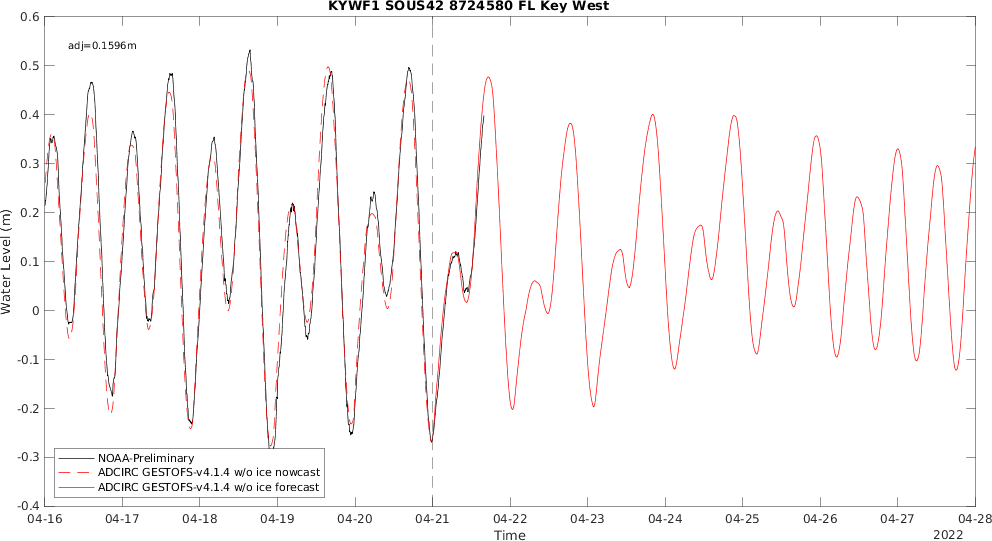 KYWF1 SOUS42 8724580 FL Key West
adj=0.1596m
0.6
0.5
0.4
0.3
0.2
0.1
0
-0.1
-0.2
-0.3
-0.4
Water Level (m)
NOAA-Preliminary
ADCIRC GESTOFS-v4.1.4 w/o ice nowcast
ADCIRC GESTOFS-v4.1.4 w/o ice forecast
04-16 04-17 04-18 04-19 04-20 04-21 04-22 04-23 04-24 04-25 04-26 04-27 04-28
Time
2022